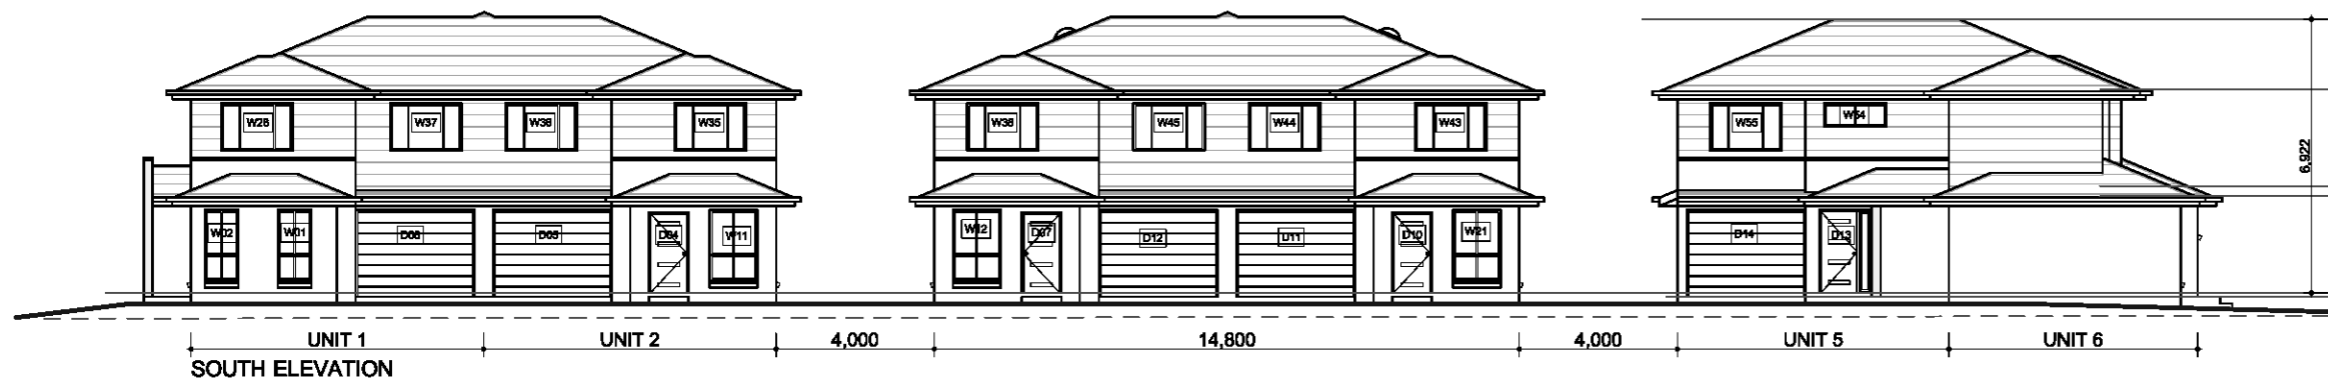 W26 W37 W36 W35 W38 W45 W44 W43 W55 W54
6,922
W02 W01 D06 D05 D04 W11 W12 D07 D12 D11 D10 W21 D14 D13
UNIT 1 UNIT 2 4,000 14,800 4,000 UNIT 5 UNIT 6
SOUTH ELEVATION